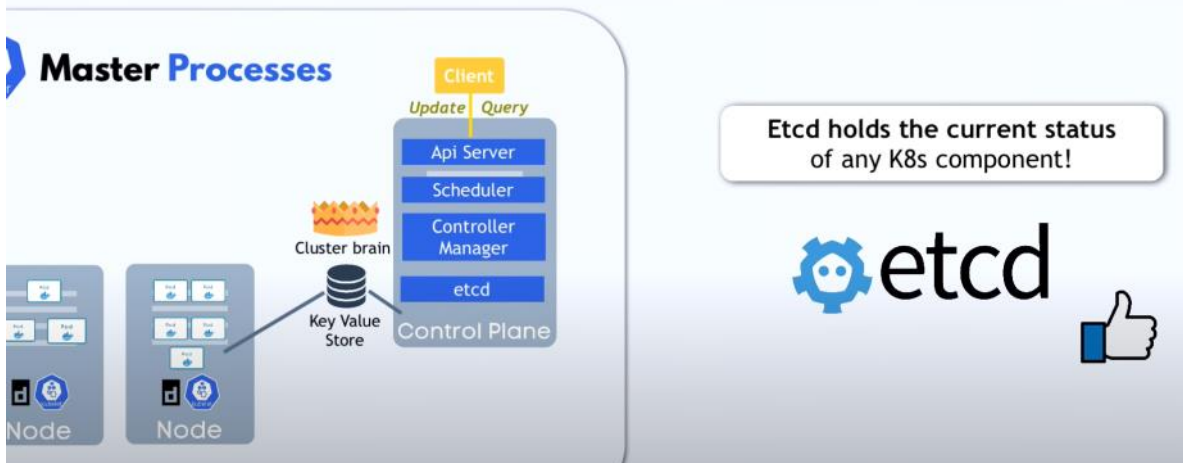 Master Processes
Client
Update Query
Api Server
Scheduler
Controller
Manager
etcd
Control Plane
Cluster brain
Key Value
Store
Node
Node
Etcd holds the current status
of any K8s component!
etcd